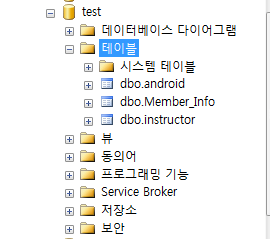 test
데이터베이스 다이어그램
테이블
시스템 테이블
dbo.android
dbo.Member_Info
dbo.instructor
뷰
동의어
프로그래밍 기능
Service Broker
저장소
보안